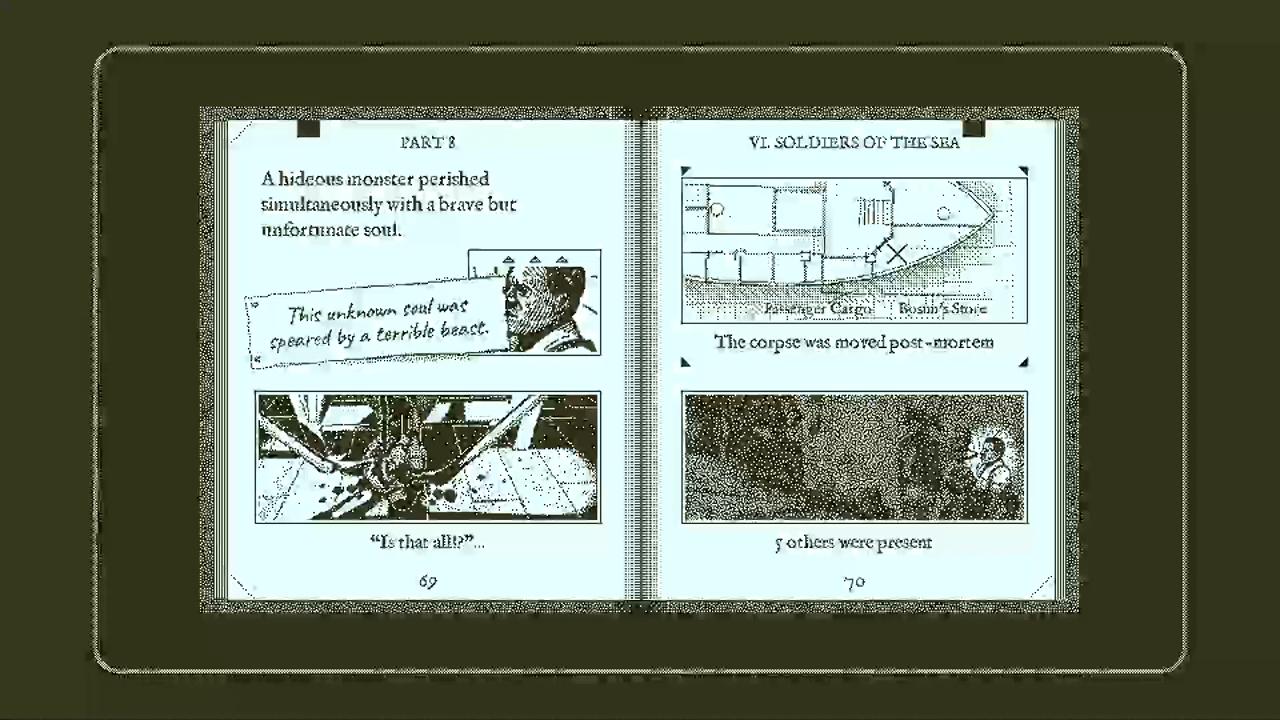 PART 8
A hideous monster perished
simultaneously with a brave but
unfortunate soul.
This unknown soul was
speared by a terrible beast.
"Is that all!?"...
69
VI. SOLDIERS OF THE SEA
Passenger Cargo
Bosun's Store
The corpse was moved post-mortem
5 others were present
70